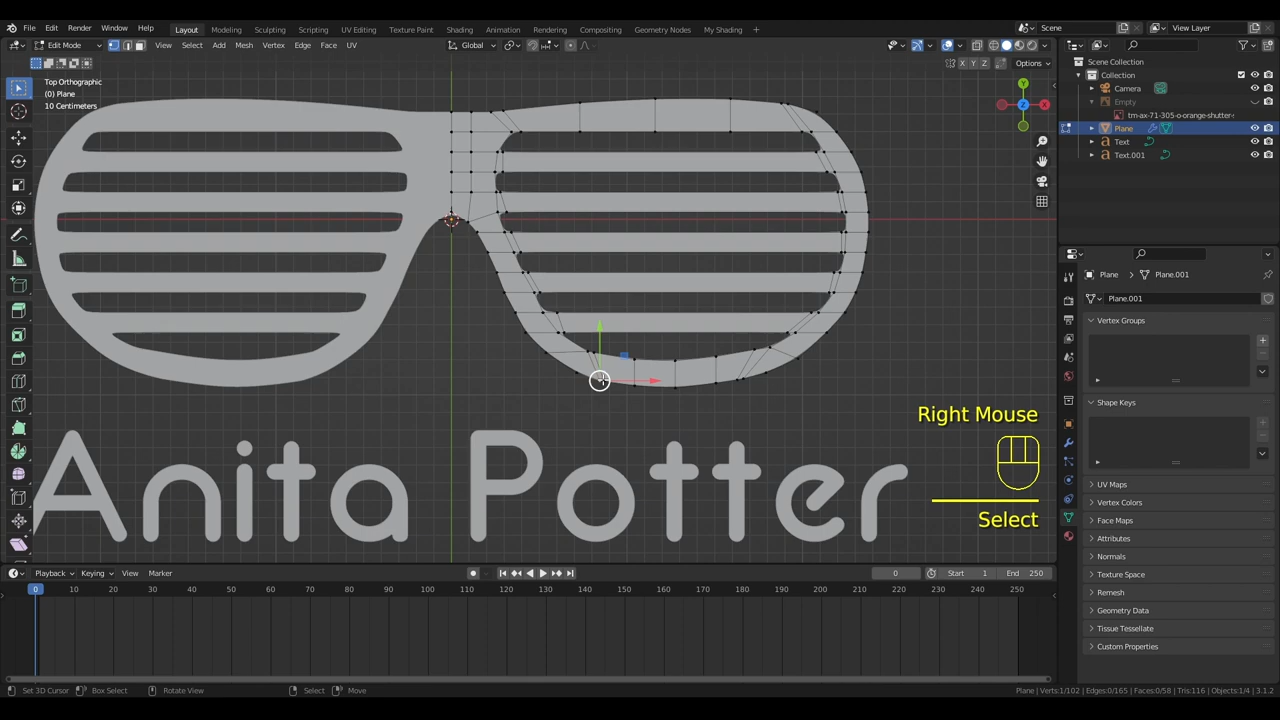 File Edit Render Window Help
Layout Modeling Sculpting UV Editing Texture Paint Shading Animation Rendering Compositing Geometry Nodes My Shading +
Scene View Layer
Edit Mode View Select Add Mesh Vertex Edge Face UV
Global
X Y Z Options
Top Orthographic
(0) Plane
10 Centimeters
Y
X
Z
Scene Collection
Collection
Camera
Empty
tm-ax-71-305-o-orange-shutter-
Plane
Text
Text.001
Plane > Plane.001
Plane.001
Vertex Groups
Shape Keys
UV Maps
Vertex Colors
Face Maps
Attributes
Normals
Texture Space
Remesh
Geometry Data
Tissue Tessellate
Custom Properties
Anita Potter
Right Mouse
Select
Playback Keying View Marker
0 Start 1 End 250
0 10 20 30 40 50 60 70 80 90 100 110 120 130 140 150 160 170 180 190 200 210 220 230 240 250
Set 3D Cursor Box Select Rotate View Select Move
Plane | Verts:1/102 | Edges:0/165 | Faces:0/58 | Tris:116 | Objects:1/4 | 3.1.2